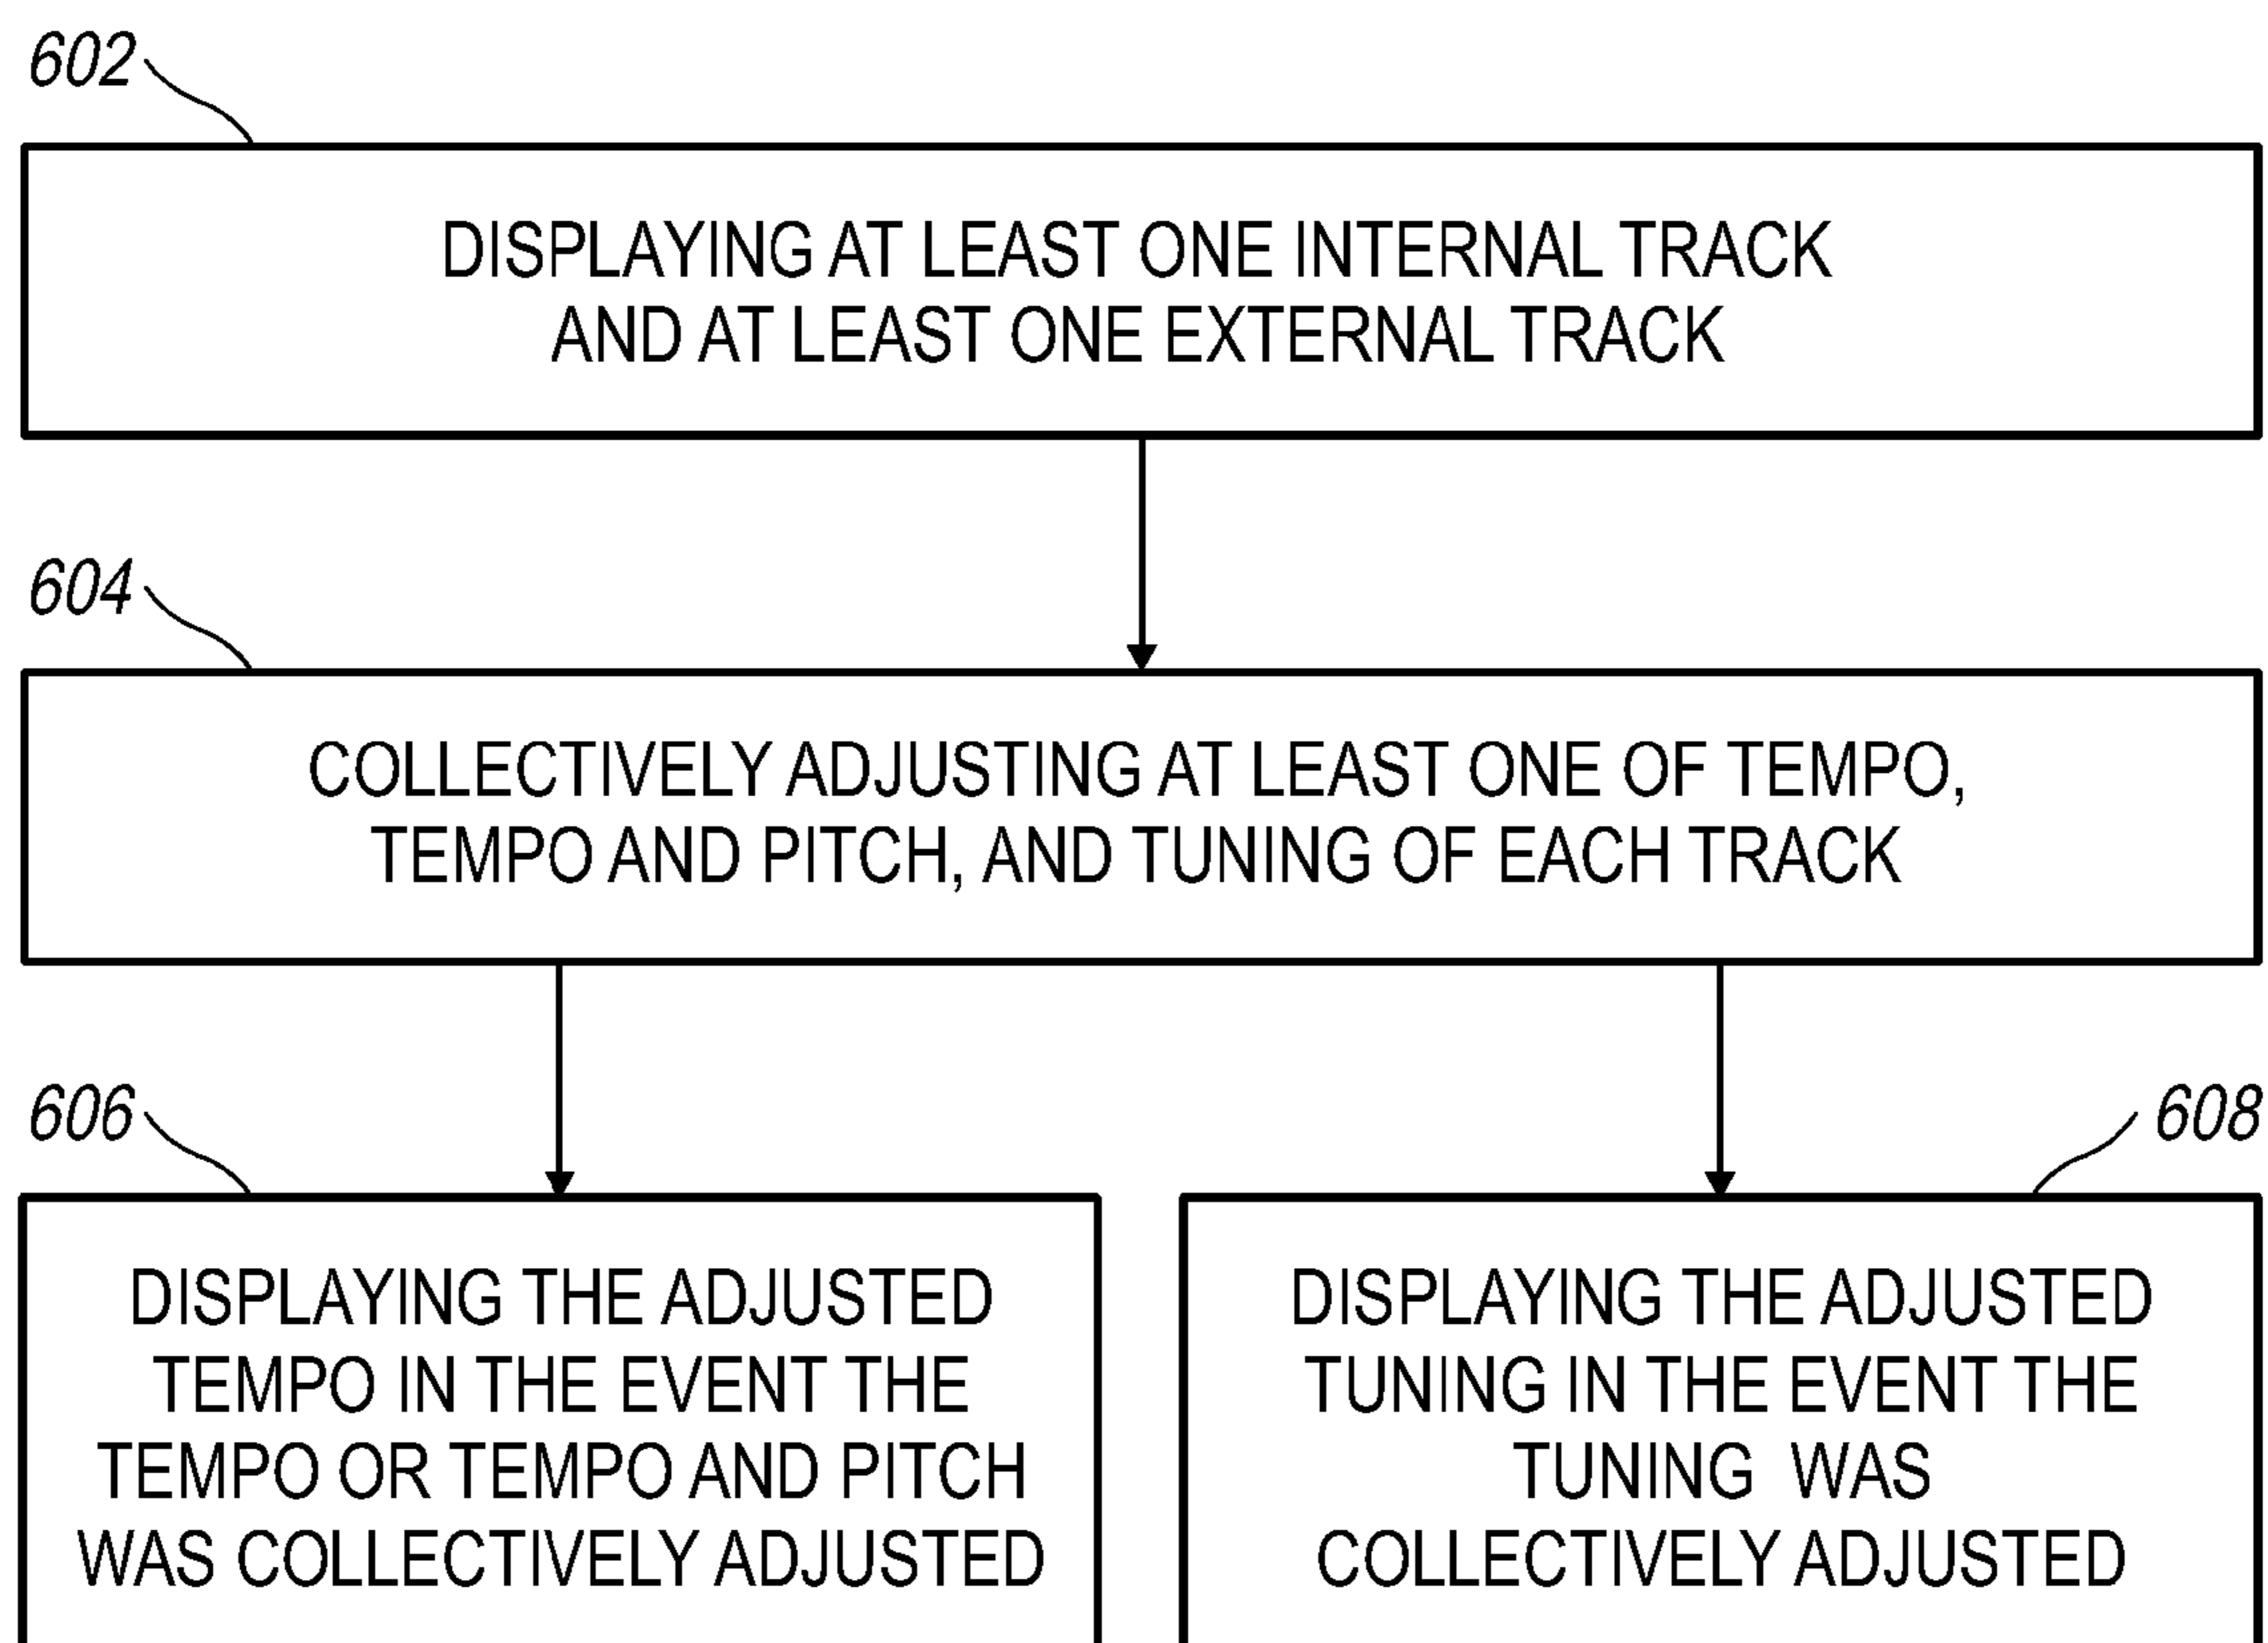 602
DISPLAYING AT LEAST ONE INTERNAL TRACK
AND AT LEAST ONE EXTERNAL TRACK
604
COLLECTIVELY ADJUSTING AT LEAST ONE OF TEMPO,
TEMPO AND PITCH, AND TUNING OF EACH TRACK
606
DISPLAYING THE ADJUSTED
TEMPO IN THE EVENT THE
TEMPO OR TEMPO AND PITCH
WAS COLLECTIVELY ADJUSTED
608
DISPLAYING THE ADJUSTED
TUNING IN THE EVENT THE
TUNING WAS
COLLECTIVELY ADJUSTED